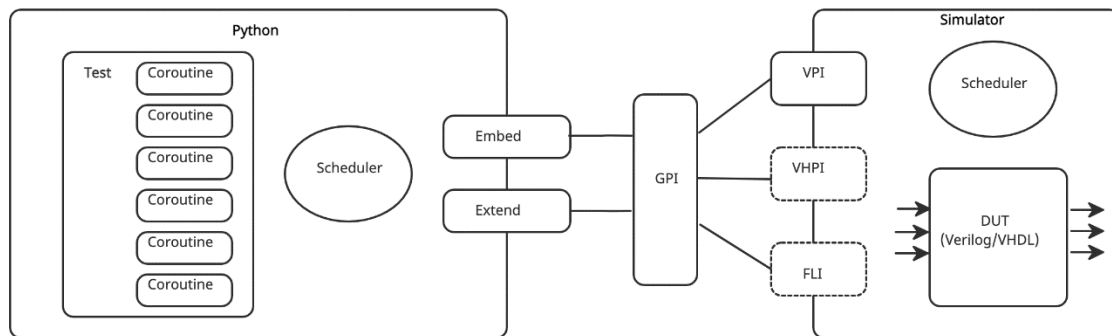 Python
Test
Coroutine
Coroutine
Coroutine
Coroutine
Coroutine
Coroutine
Scheduler
Embed
Extend
GPI
VPI
VHPI
FLI
Simulator
Scheduler
DUT
(Verilog/VHDL)